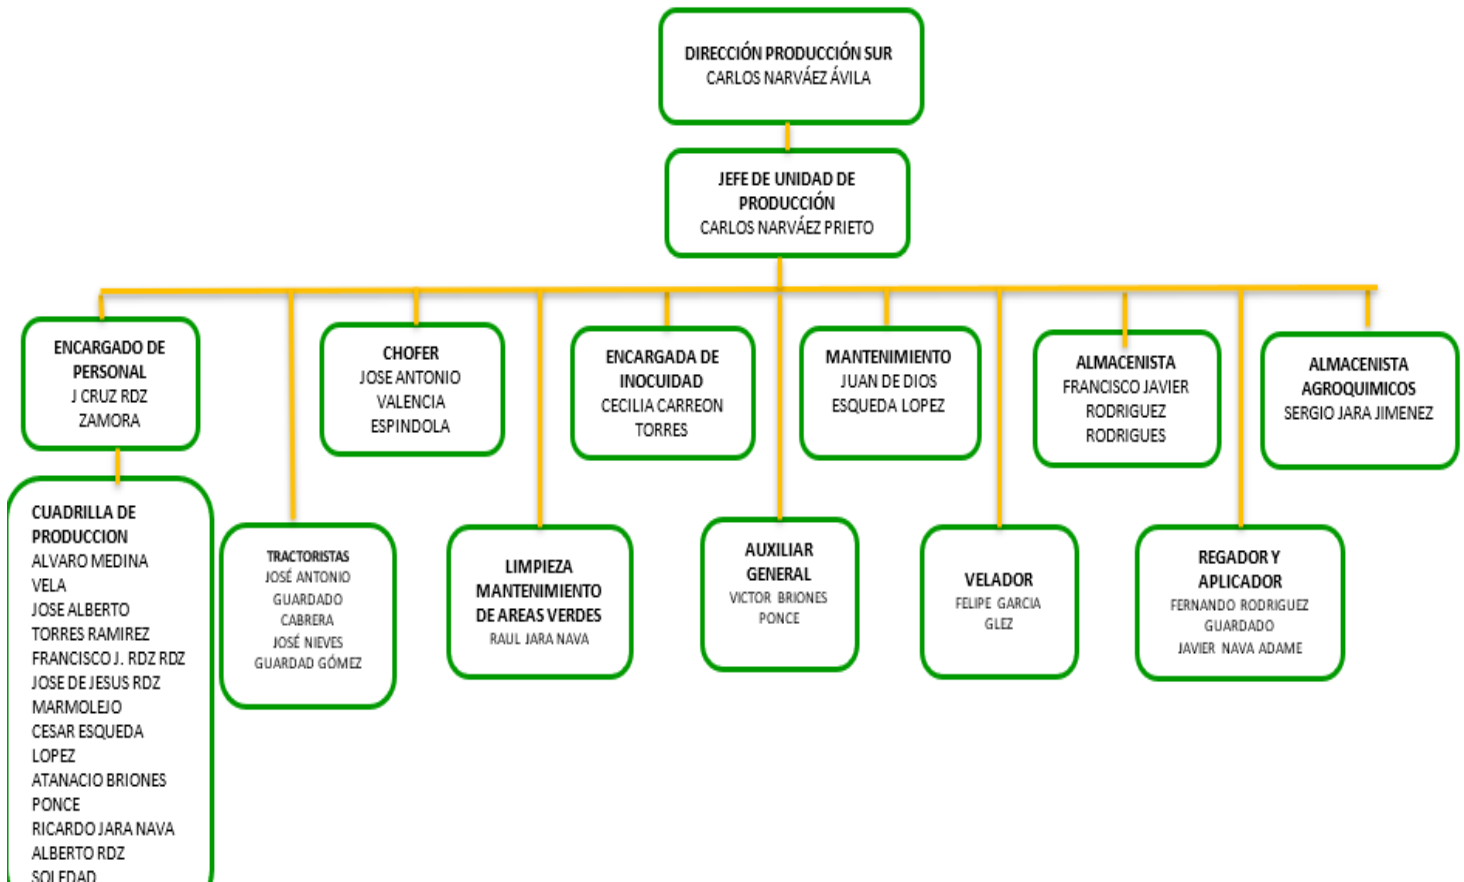 DIRECCIÓN PRODUCCIÓN SUR
CARLOS NARVÁEZ ÁVILA
JEFE DE UNIDAD DE
PRODUCCIÓN
CARLOS NARVÁEZ PRIETO
ENCARGADO DE
PERSONAL
J CRUZ RDZ
ZAMORA
CHOFER
JOSE ANTONIO
VALENCIA
ESPINDOLA
ENCARGADA DE
INOCUIDAD
CECILIA CARREON
TORRES
MANTENIMIENTO
JUAN DE DIOS
ESQUEDA LOPEZ
ALMACENISTA
FRANCISCO JAVIER
RODRIGUEZ
RODRIGUES
ALMACENISTA
AGROQUIMICOS
SERGIO JARA JIMENEZ
CUADRILLA DE
PRODUCCION
ALVARO MEDINA
VELA
JOSE ALBERTO
TORRES RAMIREZ
FRANCISCO J. RDZ RDZ
JOSE DE JESUS RDZ
MARMOLEJO
CESAR ESQUEDA
LOPEZ
ATANACIO BRIONES
PONCE
RICARDO JARA NAVA
ALBERTO RDZ
SOLEDAD
TRACTORISTAS
JOSÉ ANTONIO
GUARDADO
CABRERA
JOSÉ NIEVES
GUARDAD GÓMEZ
LIMPIEZA
MANTENIMIENTO
DE AREAS VERDES
RAUL JARA NAVA
AUXILIAR
GENERAL
VICTOR BRIONES
PONCE
VELADOR
FELIPE GARCIA
GLEZ
REGADOR Y
APLICADOR
FERNANDO RODRIGUEZ
GUARDADO
JAVIER NAVA ADAME